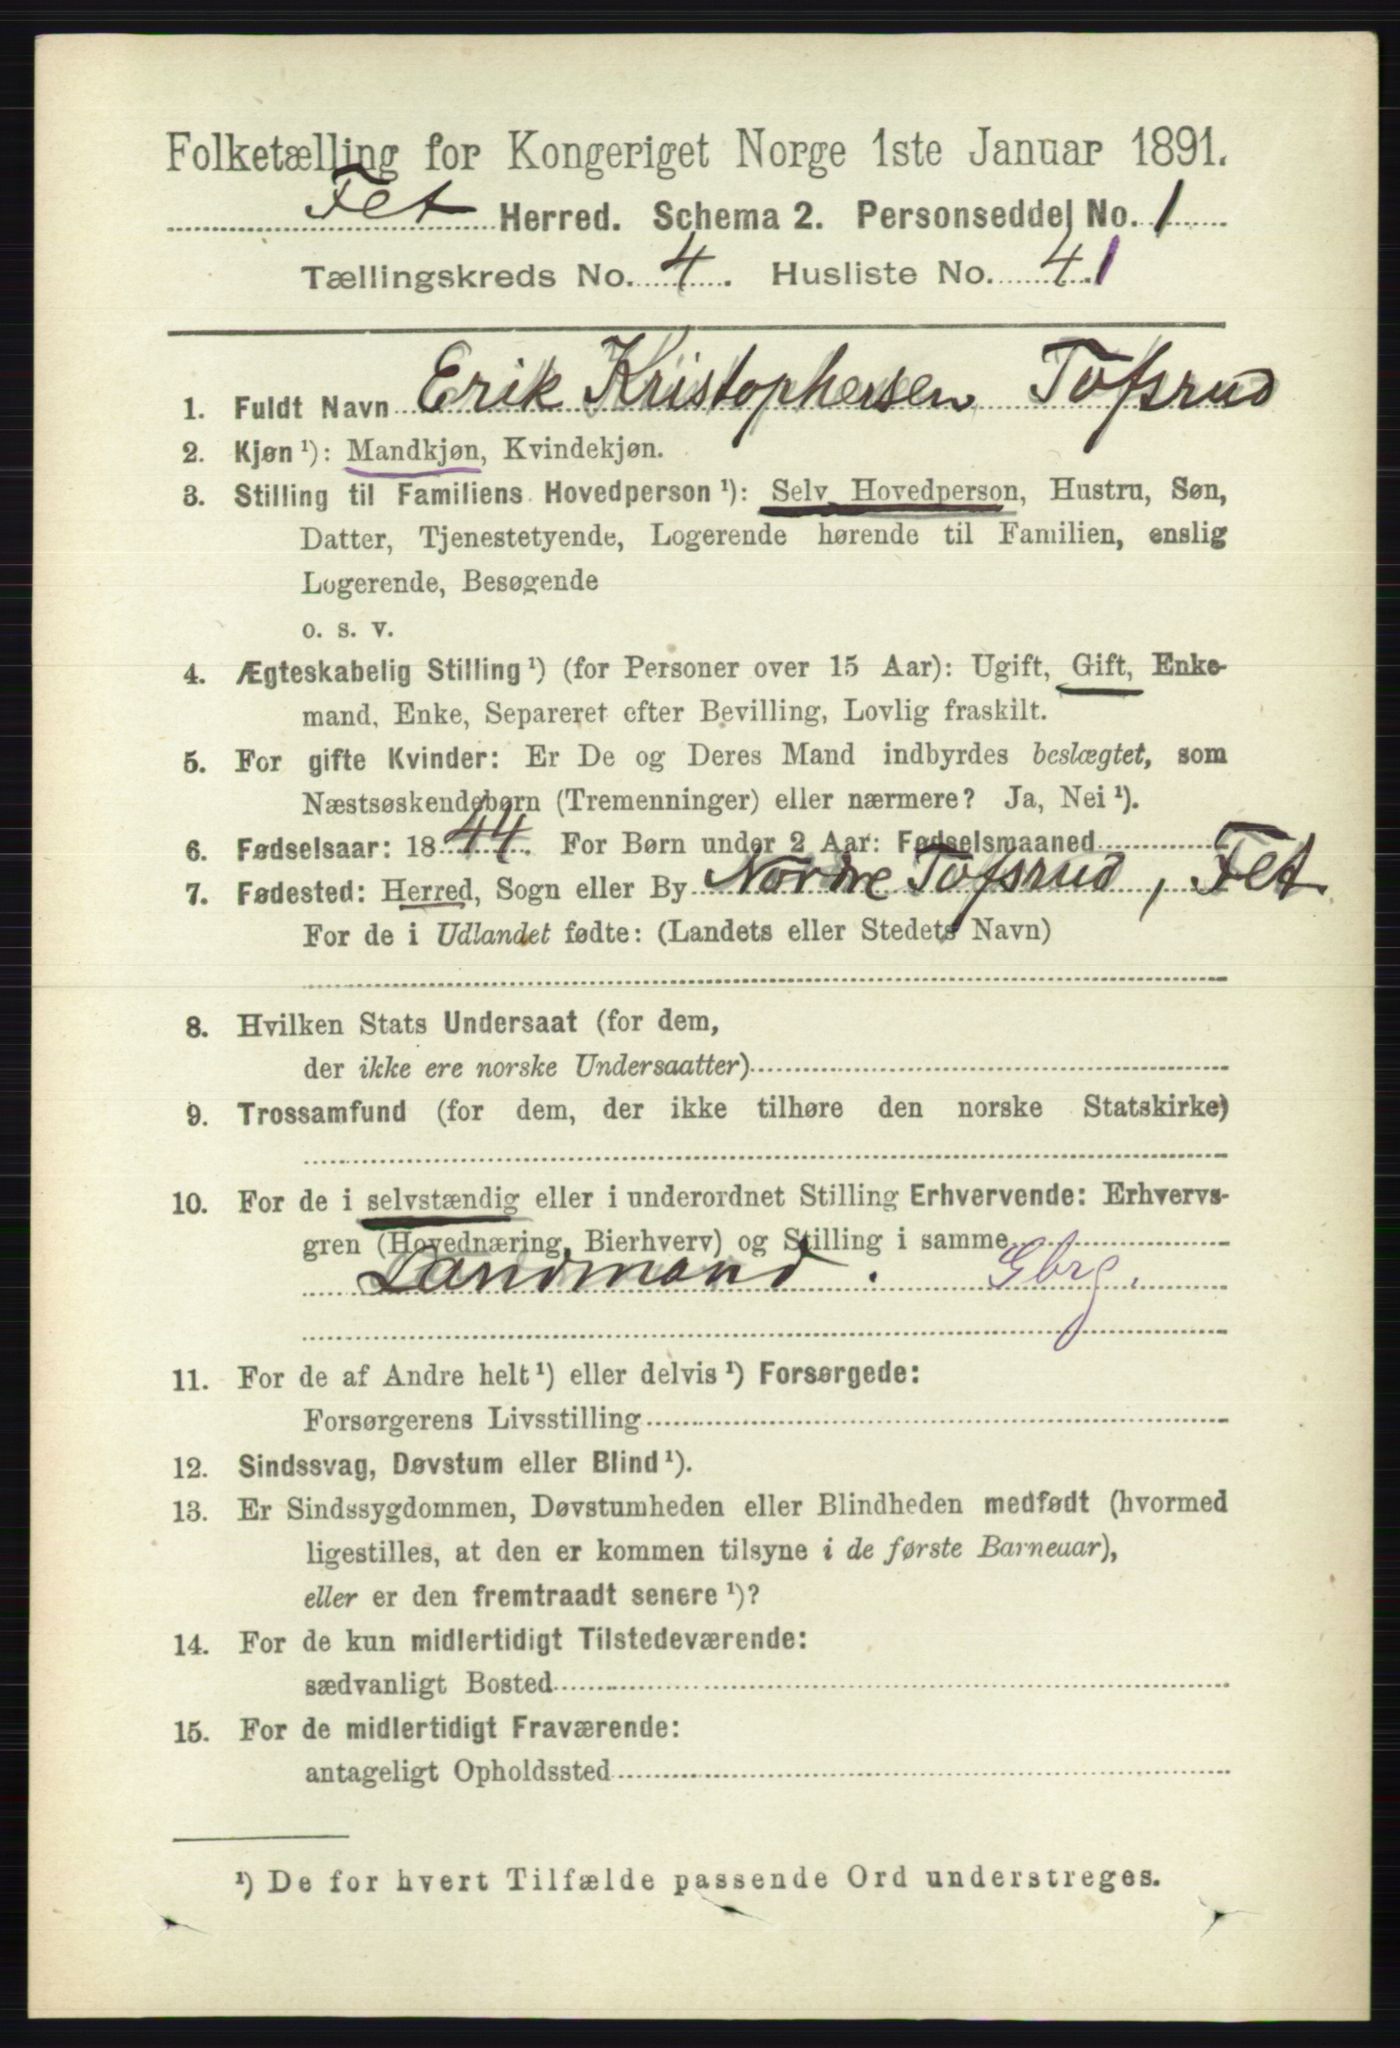 Folketælling for Kongeriget Norge 1ste Januar 1891.
Fet Herred. Schema 2. Personseddel No. 1
Tællingskreds No. 4. Husliste No. 41
1. Fuldt Navn Erik Kristophersen Tofsrud
2. Kjøn ¹): Mandkjøn, Kvindekjøn.
3. Stilling til Familiens Hovedperson ¹): Selv Hovedperson, Hustru, Søn,
Datter, Tjenestetyende, Logerende hørende til Familien, enslig
Logerende, Besøgende
o. s. v.
4. Ægteskabelig Stilling ¹) (for Personer over 15 Aar): Ugift, Gift, Enke-
mand, Enke, Separeret efter Bevilling, Lovlig fraskilt.
5. For gifte Kvinder: Er De og Deres Mand indbyrdes beslægtet, som
Næstsøskendebørn (Tremenninger) eller nærmere? Ja, Nei ¹).
6. Fødselsaar: 1844. For Børn under 2 Aar: Fødselsmaaned
7. Fødested: Herred, Sogn eller By Nordre Tofsrud, Fet
For de i Udlandet fødte: (Landets eller Stedets Navn)
8. Hvilken Stats Undersaat (for dem,
der ikke ere norske Undersaatter)
9. Trossamfund (for dem, der ikke tilhøre den norske Statskirke)
10. For de i selvstændig eller i underordnet Stilling Erhvervende: Erhvervs-
gren (Hovednæring, Bierhverv) og Stilling i samme
Landmand. Gbrg.
11. For de af Andre helt ¹) eller delvis ¹) Forsørgede:
Forsørgerens Livsstilling
12. Sindssvag, Døvstum eller Blind ¹).
13. Er Sindssygdommen, Døvstumheden eller Blindheden medfødt (hvormed
ligestilles, at den er kommen tilsyne i de første Barneaar),
eller er den fremtraadt senere ¹)?
14. For de kun midlertidigt Tilstedeværende:
sædvanligt Bosted
15. For de midlertidigt Fraværende:
antageligt Opholdssted
¹) De for hvert Tilfælde passende Ord understreges.